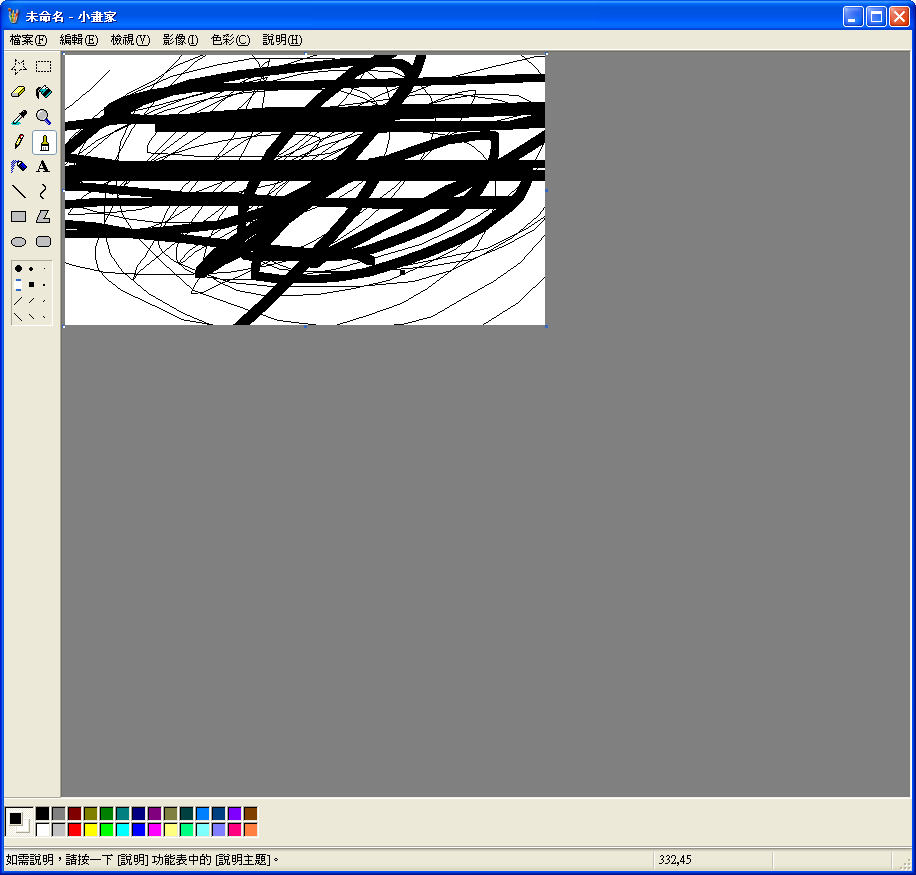 未命名 - 小畫家
檔案(F) 編輯(E) 檢視(V) 影像(I) 色彩(C) 說明(H)
A
如需說明，請按一下 [說明] 功能表中的 [說明主題]。 332,45